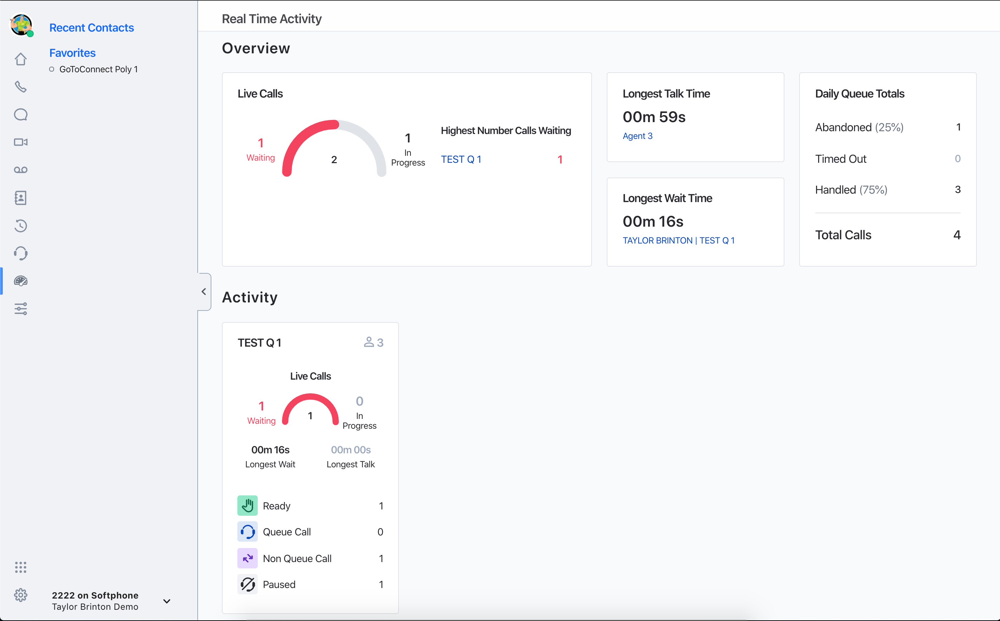 Recent Contacts
Favorites
GoToConnect Poly 1
2222 on Softphone
Taylor Brinton Demo
Real Time Activity
Overview
Live Calls
1
Waiting
2
1
In
Progress
Highest Number Calls Waiting
TEST Q 1 1
Longest Talk Time
00m 59s
Agent 3
Longest Wait Time
00m 16s
TAYLOR BRINTON | TEST Q 1
Daily Queue Totals
Abandoned (25%) 1
Timed Out 0
Handled (75%) 3
Total Calls 4
Activity
TEST Q 1 3
Live Calls
1
Waiting
1
0
In
Progress
00m 16s
Longest Wait
00m 00s
Longest Talk
Ready 1
Queue Call 0
Non Queue Call 1
Paused 1